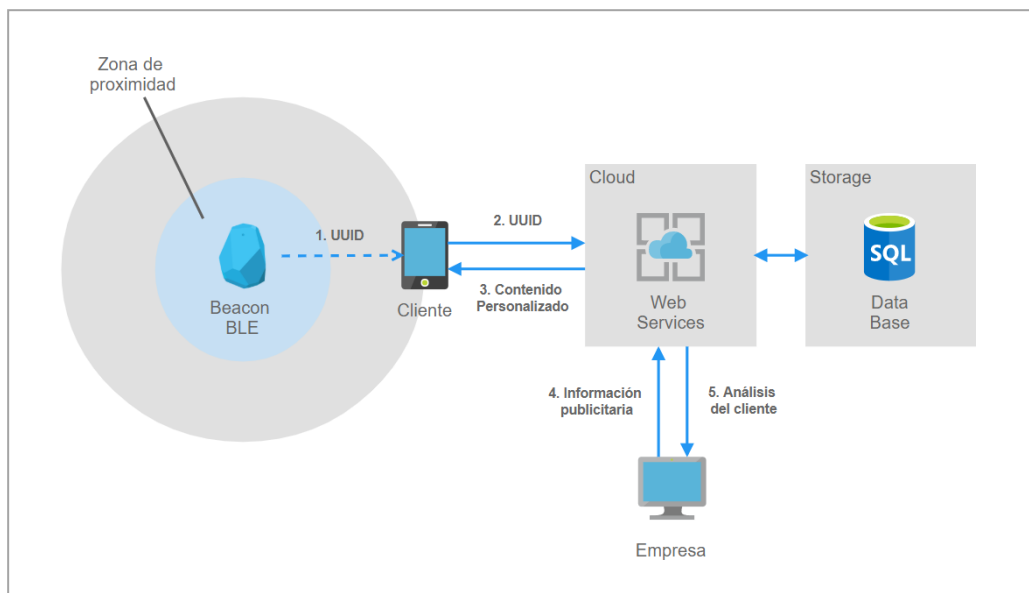 Zona de
proximidad
Cloud
Storage
1. UUID
2. UUID
3. Contenido
Personalizado
SQL
Beacon
BLE
Cliente
Web
Services
Data
Base
4. Información
publicitaria
5. Análisis
del cliente
Empresa